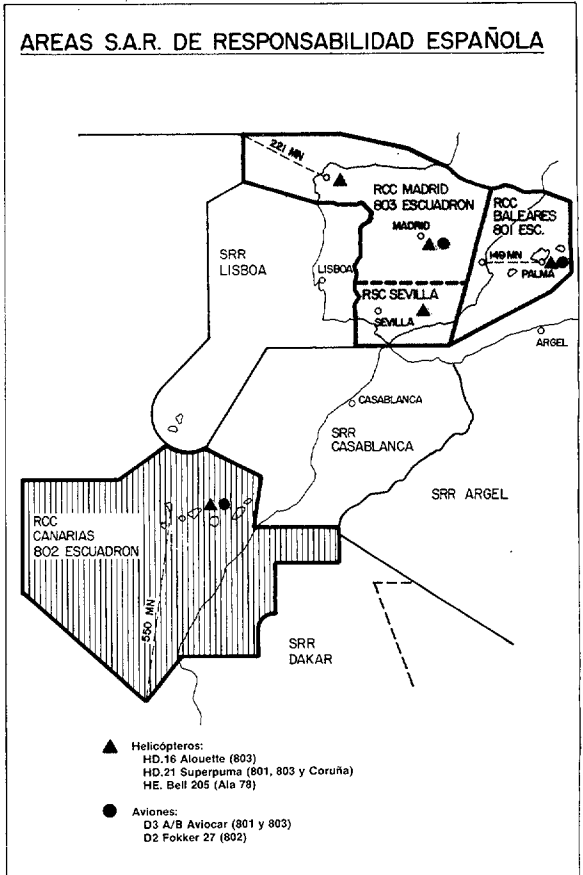 AREAS S.A.R. DE RESPONSABILIDAD ESPAÑOLA
221 MN
RCC MADRID
803 ESCUADRON
MADRID
RCC
BALEARES
801 ESC.
149 MN
PALMA
SRR
LISBOA
LISBOA
RSC SEVILLA
SEVILLA
ARGEL
CASABLANCA
SRR
CASABLANCA
SRR ARGEL
RCC
CANARIAS
802 ESCUADRON
550 MN
SRR
DAKAR
Helicópteros:
HD.16 Alouette (803)
HD.21 Superpuma (801, 803 y Coruña)
HE. Bell 205 (Ala 78)
Aviones:
D3 A/B Aviocar (801 y 803)
D2 Fokker 27 (802)